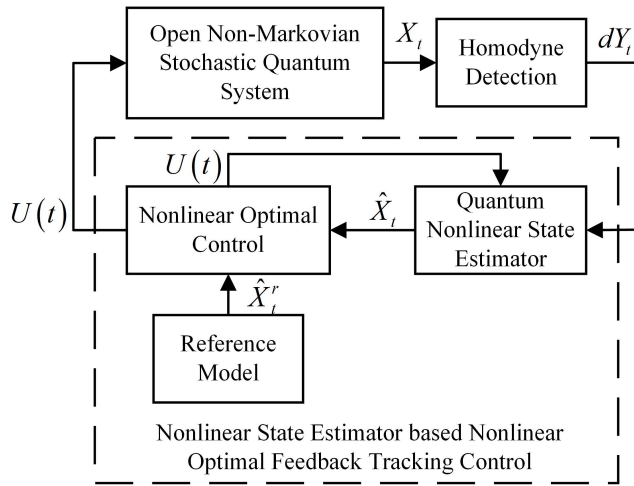 Open Non-Markovian
Stochastic Quantum
System
X_t
Homodyne
Detection
dY_t
U(t)
U(t)
Nonlinear Optimal
Control
X̂_t
Quantum
Nonlinear State
Estimator
X̂_t^r
Reference
Model
Nonlinear State Estimator based Nonlinear
Optimal Feedback Tracking Control